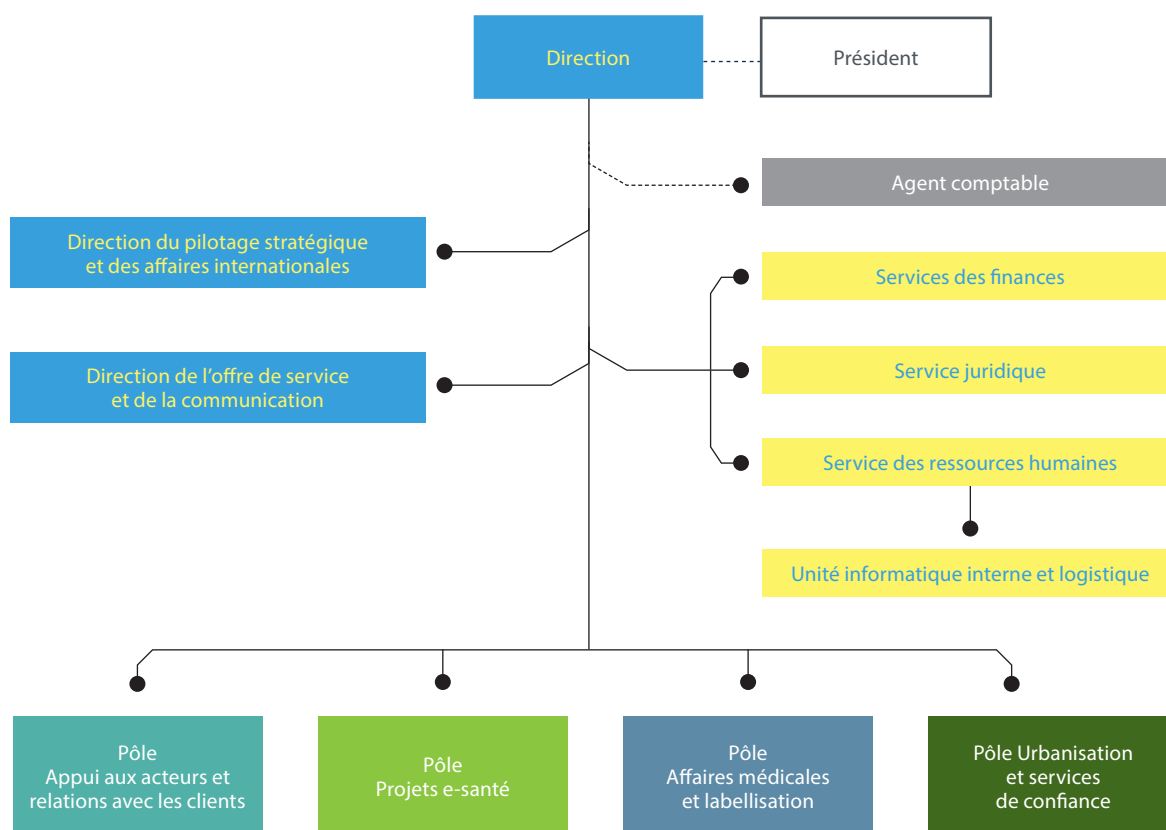 Direction
Président
Agent comptable
Direction du pilotage stratégique
et des affaires internationales
Services des finances
Direction de l’offre de service
et de la communication
Service juridique
Service des ressources humaines
Unité informatique interne et logistique
Pôle
Appui aux acteurs et
relations avec les clients
Pôle
Projets e-santé
Pôle
Affaires médicales
et labellisation
Pôle Urbanisation
et services
de confiance